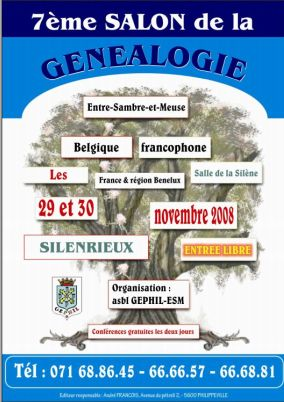 7ème SALON de la
GENEALOGIE
Entre-Sambre-et-Meuse
Belgique francophone
Les
France & région Benelux
Salle de la Silène
29 et 30
novembre 2008
SILENRIEUX
ENTREE LIBRE
GEPHIL
Organisation :
asbl GEPHIL-ESM
Conférences gratuites les deux jours
Tél : 071 68.86.45 - 66.66.57 - 66.68.81
Editeur responsable : André FRANÇOIS, Avenue du 2, - 5600 PHILIPPEVILLE